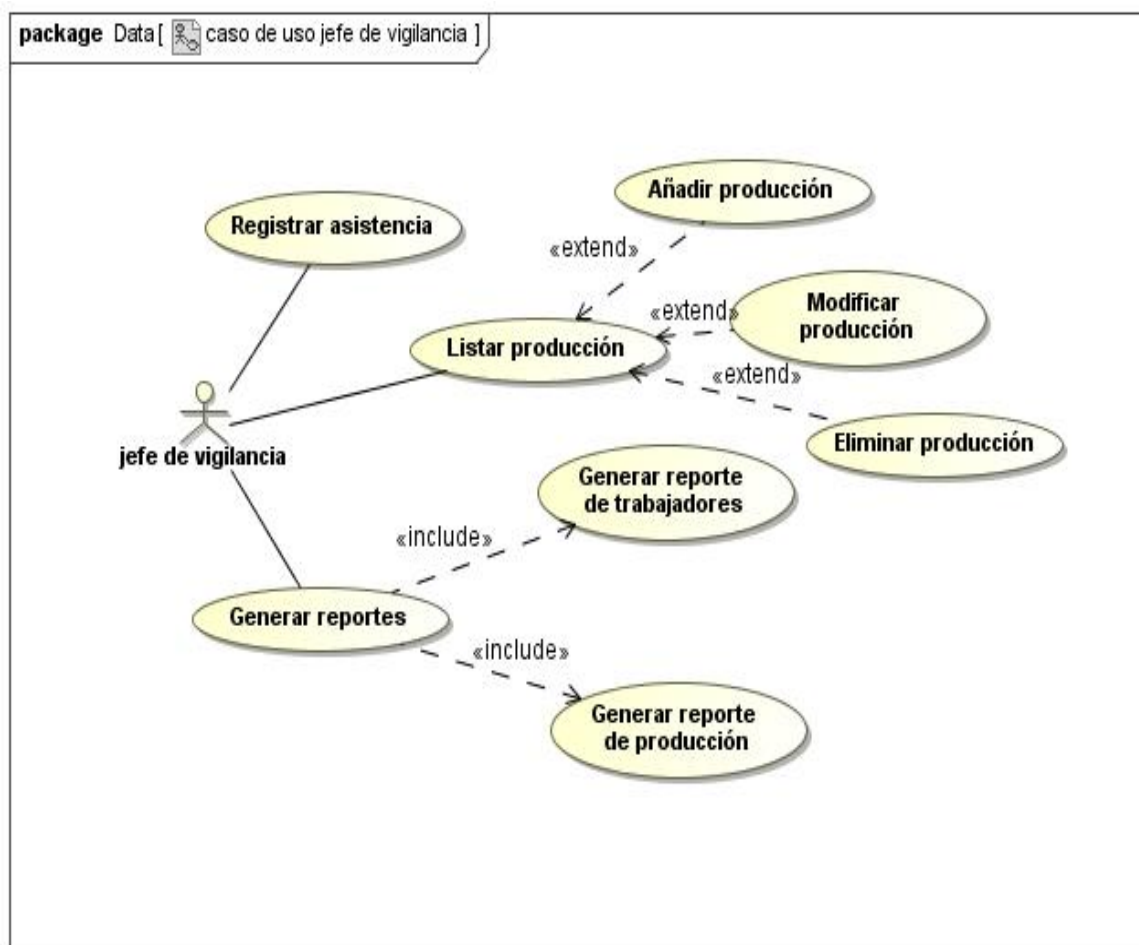 package Data [ caso de uso jefe de vigilancia ]
Añadir producción
Registrar asistencia
«extend»
Modificar
producción
«extend»
Listar producción
«extend»
Eliminar producción
jefe de vigilancia
Generar reporte
de trabajadores
«include»
Generar reportes
«include»
Generar reporte
de producción